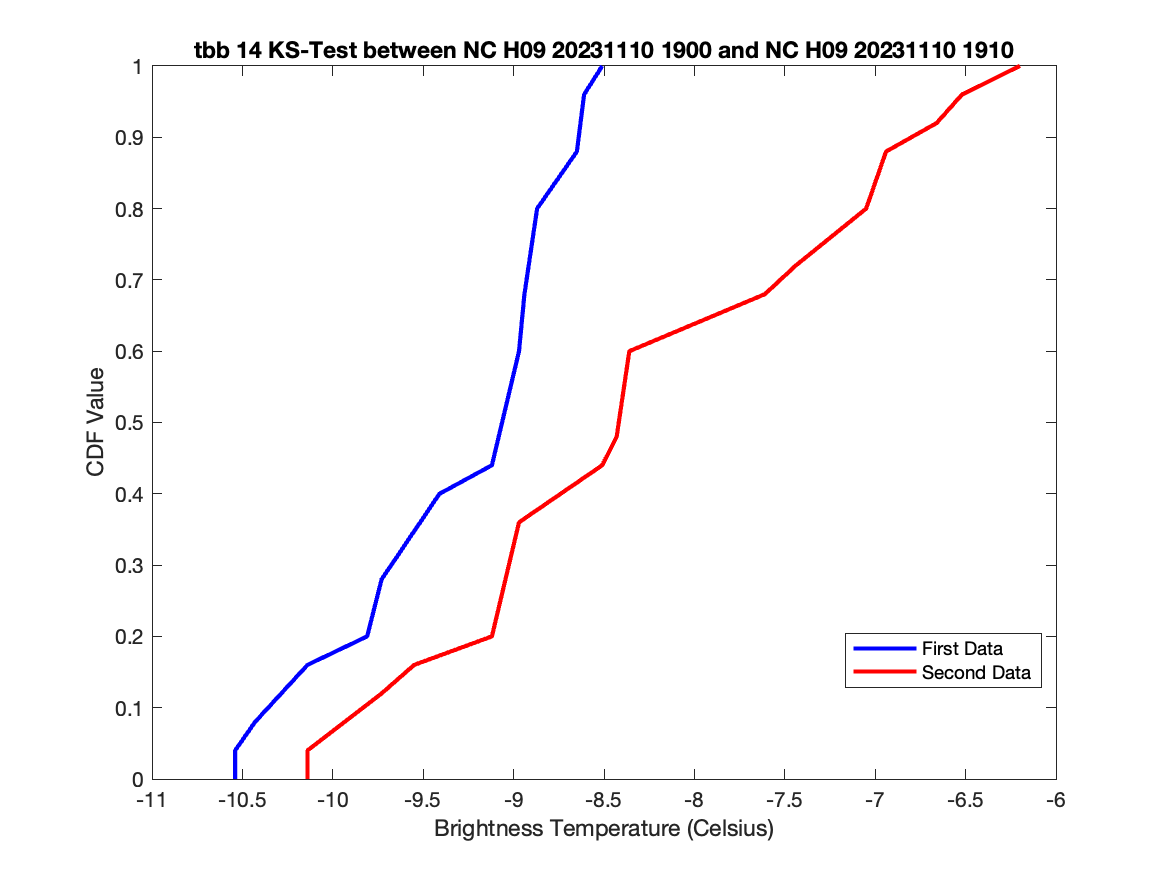 tbb 14 KS-Test between NC H09 20231110 1900 and NC H09 20231110 1910
1
0.9
0.8
0.7
0.6
0.5
0.4
0.3
0.2
0.1
0
CDF Value
First Data
Second Data
-11 -10.5 -10 -9.5 -9 -8.5 -8 -7.5 -7 -6.5 -6
Brightness Temperature (Celsius)